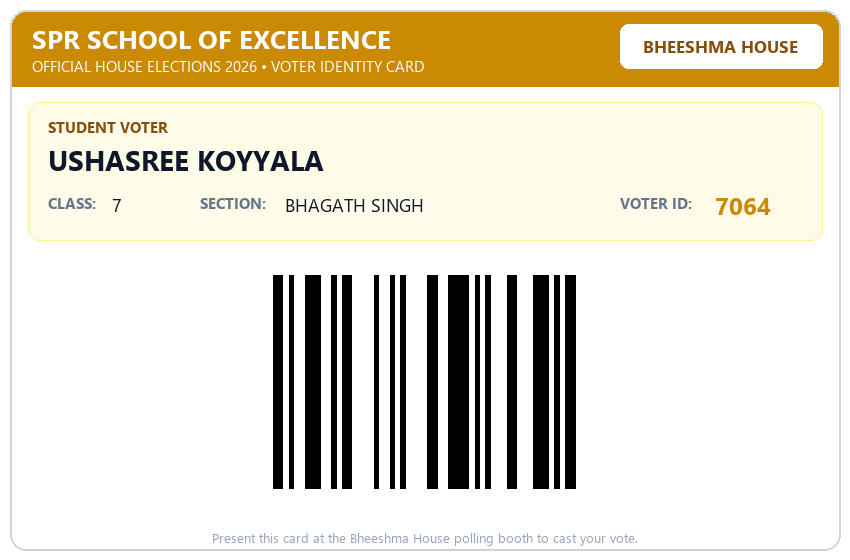 SPR SCHOOL OF EXCELLENCE
OFFICIAL HOUSE ELECTIONS 2026 • VOTER IDENTITY CARD
BHEESHMA HOUSE
STUDENT VOTER
USHASREE KOYYALA
CLASS: 7 SECTION: BHAGATH SINGH VOTER ID: 7064
Present this card at the Bheeshma House polling booth to cast your vote.